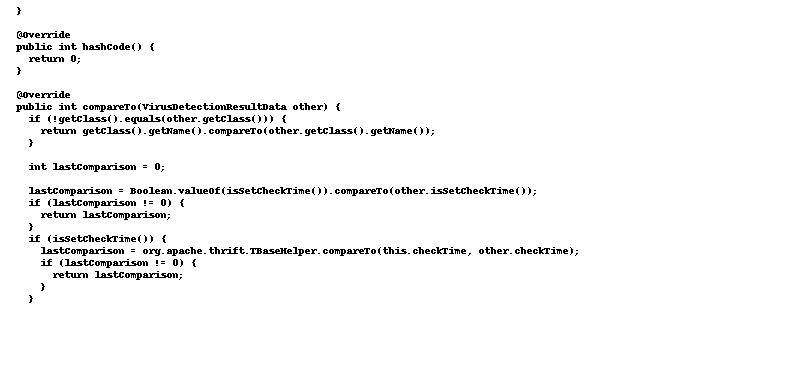 }

@Override
public int hashCode() {
  return 0;
}

@Override
public int compareTo(VirusDetectionResultData other) {
  if (!getClass().equals(other.getClass())) {
    return getClass().getName().compareTo(other.getClass().getName());
  }

  int lastComparison = 0;

  lastComparison = Boolean.valueOf(isSetCheckTime()).compareTo(other.isSetCheckTime());
  if (lastComparison != 0) {
    return lastComparison;
  }
  if (isSetCheckTime()) {
    lastComparison = org.apache.thrift.TBaseHelper.compareTo(this.checkTime, other.checkTime);
    if (lastComparison != 0) {
      return lastComparison;
    }
  }